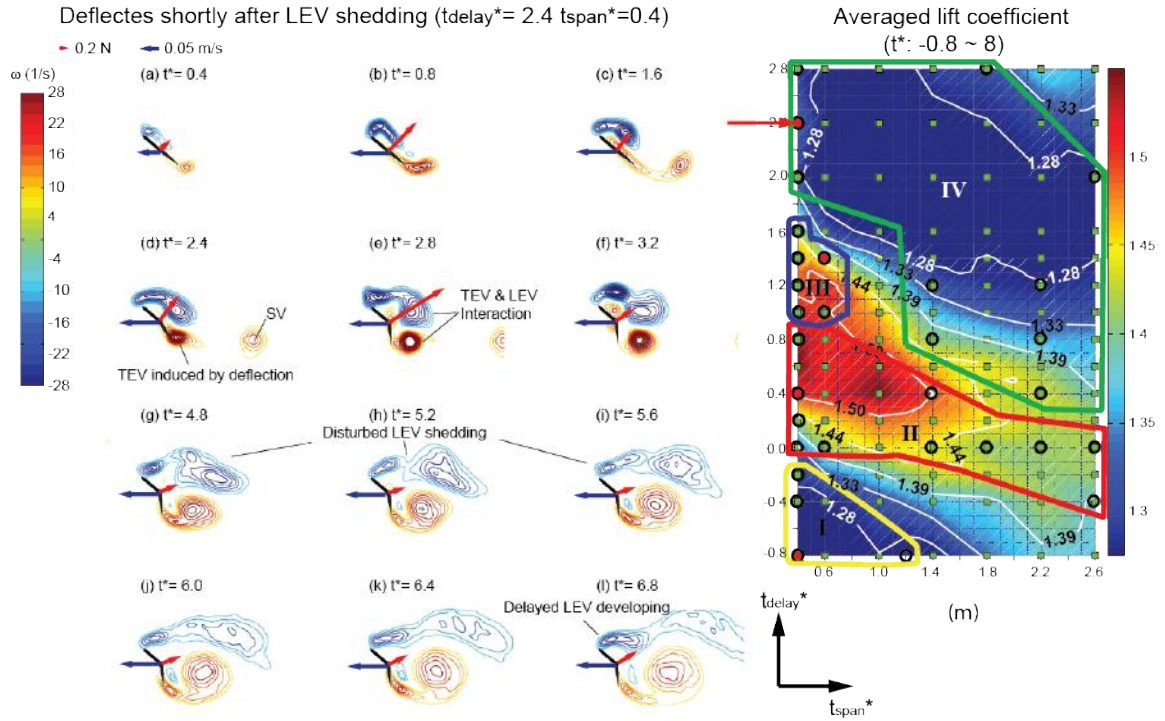 Deflectes shortly after LEV shedding (tdelay*= 2.4 tspan*=0.4)
0.2 N
0.05 m/s
ω (1/s)
28
22
16
10
4
-4
-10
-16
-22
-28
(a) t*= 0.4
(b) t*= 0.8
(c) t*= 1.6
(d) t*= 2.4
(e) t*= 2.8
(f) t*= 3.2
SV
TEV & LEV
Interaction
TEV induced by deflection
(g) t*= 4.8
(h) t*= 5.2
(i) t*= 5.6
Disturbed LEV shedding
(j) t*= 6.0
(k) t*= 6.4
(l) t*= 6.8
Delayed LEV developing
Averaged lift coefficient
(t*: -0.8 ~ 8)
2.8
2.0
1.6
1.2
0.8
0.4
0.0
-0.4
-0.8
0.6
1.0
1.4
1.8
2.2
2.6
1.33
1.28
1.28
IV
1.28
1.33
1.28
1.44
1.39
III
1.33
1.39
1.50
II
1.44
1.44
1.33
1.39
1.28
I
1.39
1.5
1.45
1.4
1.35
1.3
(m)
tdelay*
tspan*